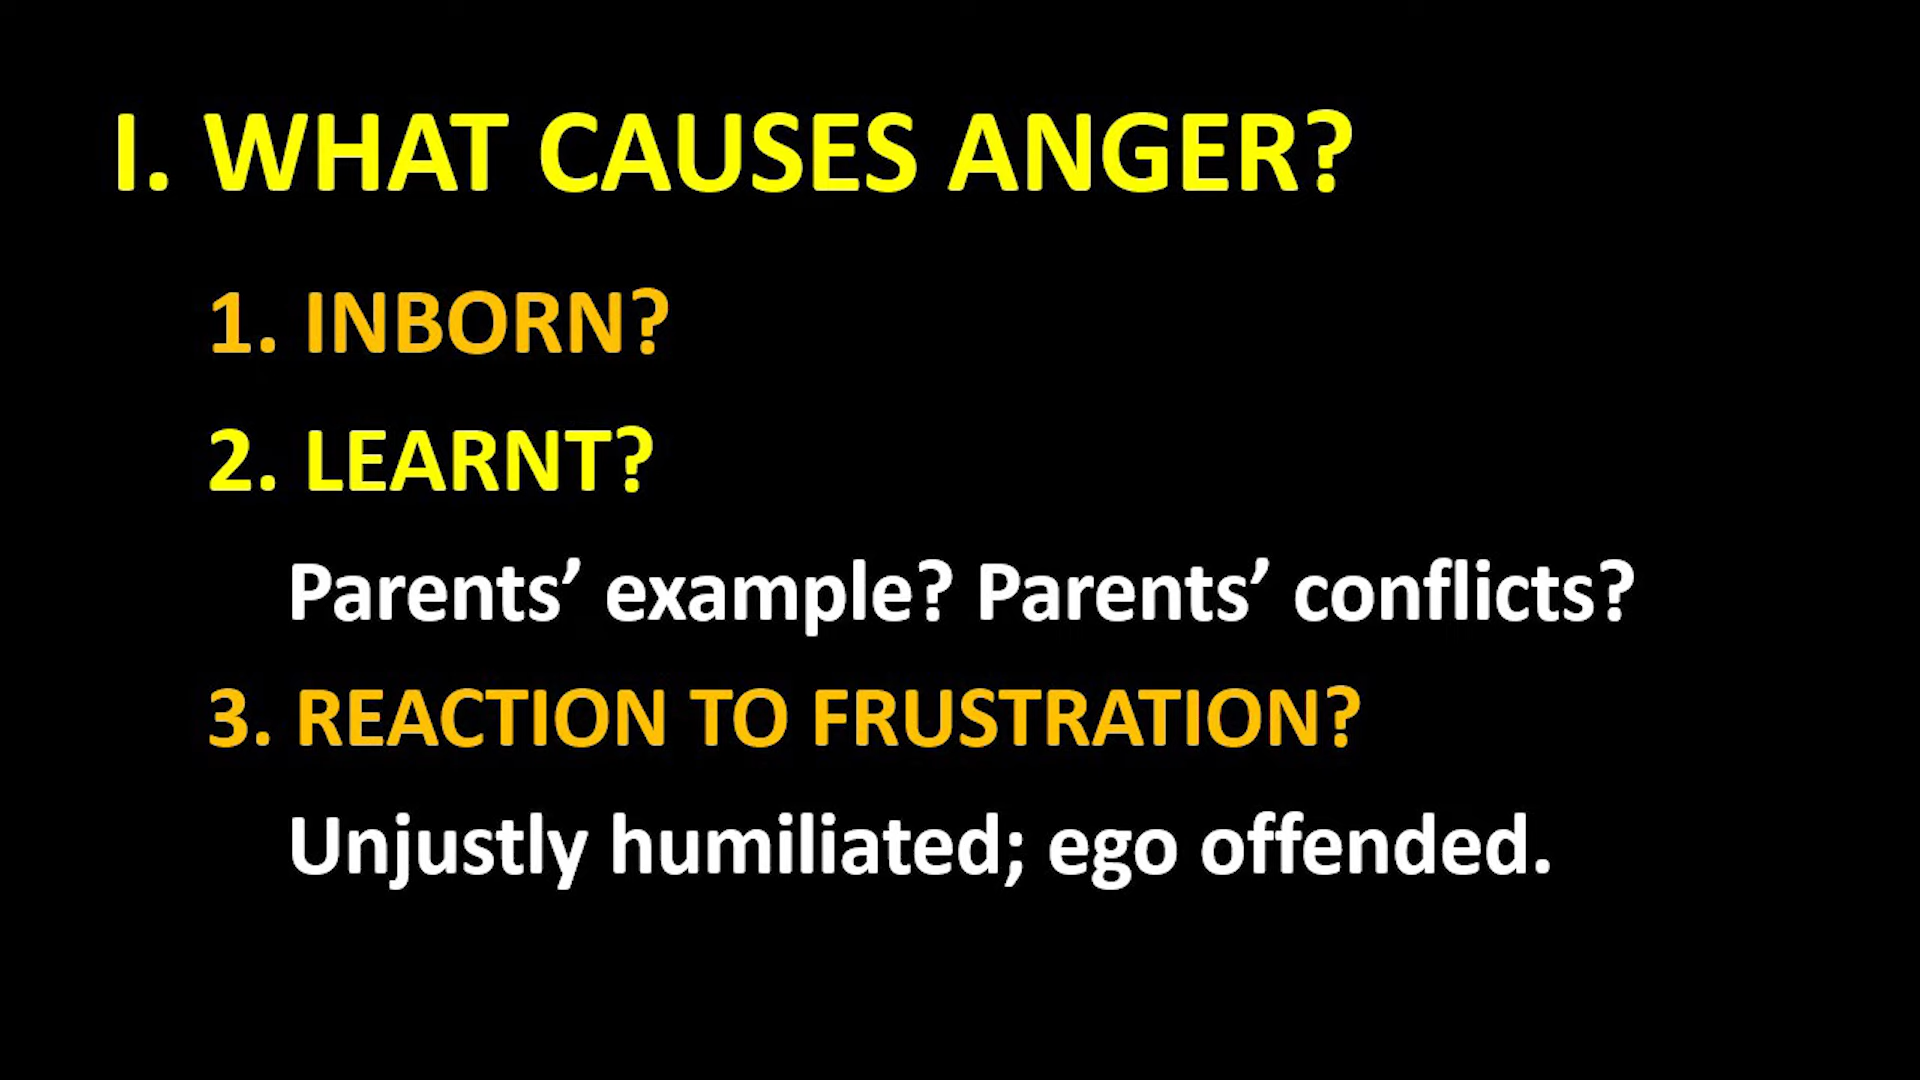 I. WHAT CAUSES ANGER?
1. INBORN?
2. LEARNT?
Parents’ example? Parents’ conflicts?
3. REACTION TO FRUSTRATION?
Unjustly humiliated; ego offended.